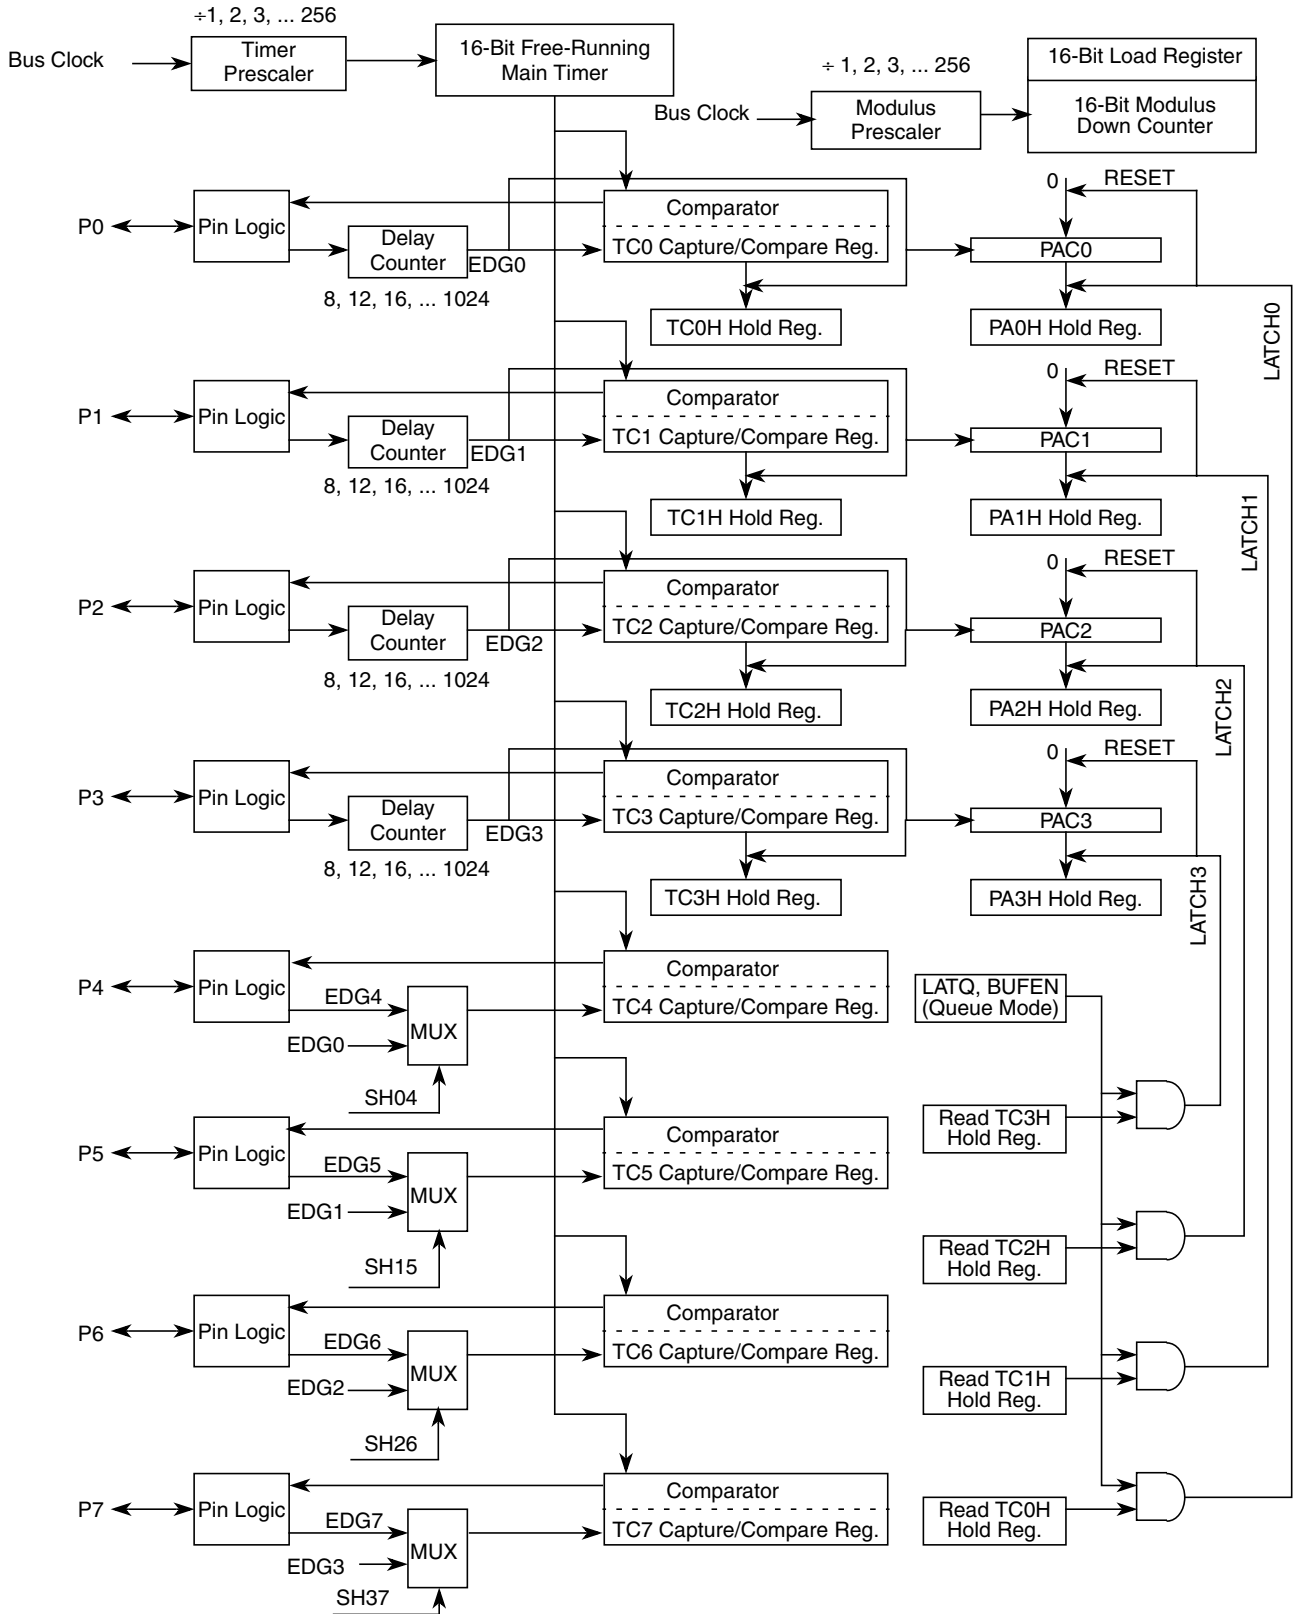 ÷1, 2, 3, ... 256
Bus Clock
Timer
Prescaler
16-Bit Free-Running
Main Timer
÷ 1, 2, 3, ... 256
Bus Clock
Modulus
Prescaler
16-Bit Load Register
16-Bit Modulus
Down Counter
P0
Pin Logic
Delay
Counter
8, 12, 16, ... 1024
EDG0
Comparator
TC0 Capture/Compare Reg.
TC0H Hold Reg.
0
RESET
PAC0
PA0H Hold Reg.
LATCH0
P1
Pin Logic
Delay
Counter
8, 12, 16, ... 1024
EDG1
Comparator
TC1 Capture/Compare Reg.
TC1H Hold Reg.
0
RESET
PAC1
PA1H Hold Reg.
LATCH1
P2
Pin Logic
Delay
Counter
8, 12, 16, ... 1024
EDG2
Comparator
TC2 Capture/Compare Reg.
TC2H Hold Reg.
0
RESET
PAC2
PA2H Hold Reg.
LATCH2
P3
Pin Logic
Delay
Counter
8, 12, 16, ... 1024
EDG3
Comparator
TC3 Capture/Compare Reg.
TC3H Hold Reg.
0
RESET
PAC3
PA3H Hold Reg.
LATCH3
P4
Pin Logic
EDG4
EDG0
MUX
SH04
Comparator
TC4 Capture/Compare Reg.
LATQ, BUFEN
(Queue Mode)
P5
Pin Logic
EDG5
EDG1
MUX
SH15
Comparator
TC5 Capture/Compare Reg.
Read TC3H
Hold Reg.
Read TC2H
Hold Reg.
P6
Pin Logic
EDG6
EDG2
MUX
SH26
Comparator
TC6 Capture/Compare Reg.
Read TC1H
Hold Reg.
P7
Pin Logic
EDG7
EDG3
MUX
SH37
Comparator
TC7 Capture/Compare Reg.
Read TC0H
Hold Reg.